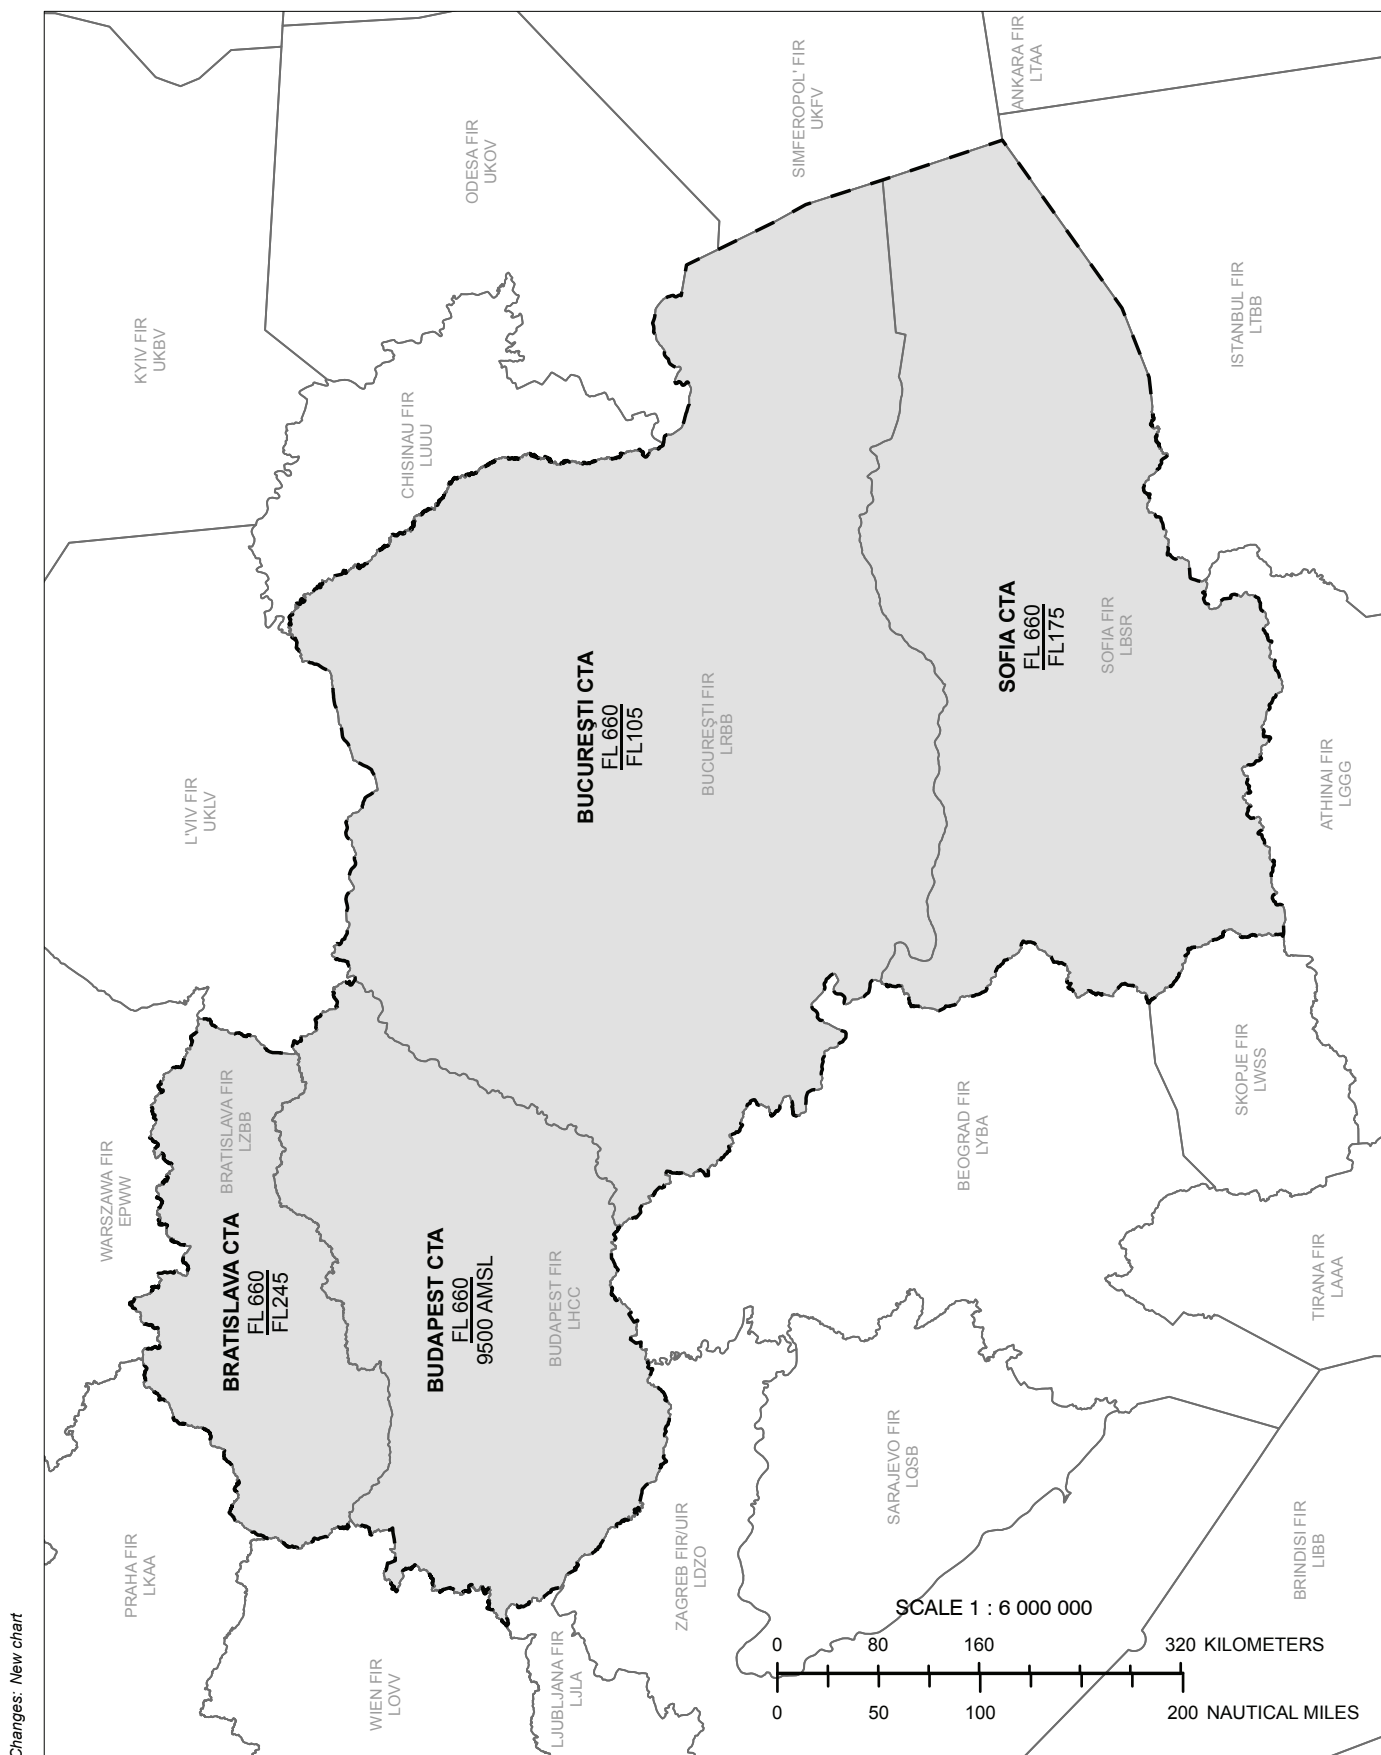 Changes: New chart
KYIV FIR
UKBV
ODESA FIR
UKOV
SIMFEROPOL' FIR
UKFV
ANKARA FIR
LTAA
CHISINAU FIR
LUUU
ISTANBUL FIR
LTBB
L'VIV FIR
UKLV
BUCUREŞTI CTA
FL 660
FL105
BUCUREŞTI FIR
LRBB
SOFIA CTA
FL 660
FL175
SOFIA FIR
LBSR
ATHINAI FIR
LGGG
WARSZAWA FIR
EPWW
BRATISLAVA FIR
LZBB
BRATISLAVA CTA
FL 660
FL245
BUDAPEST CTA
FL 660
9500 AMSL
BUDAPEST FIR
LHCC
BEOGRAD FIR
LYBA
SKOPJE FIR
LWSS
TIRANA FIR
LAAA
PRAHA FIR
LKAA
WIEN FIR
LOVV
LJUBLJANA FIR
LJLA
ZAGREB FIR/UIR
LDZO
SARAJEVO FIR
LQSB
BRINDISI FIR
LIBB
SCALE 1 : 6 000 000
0 80 160 320 KILOMETERS
0 50 100 200 NAUTICAL MILES